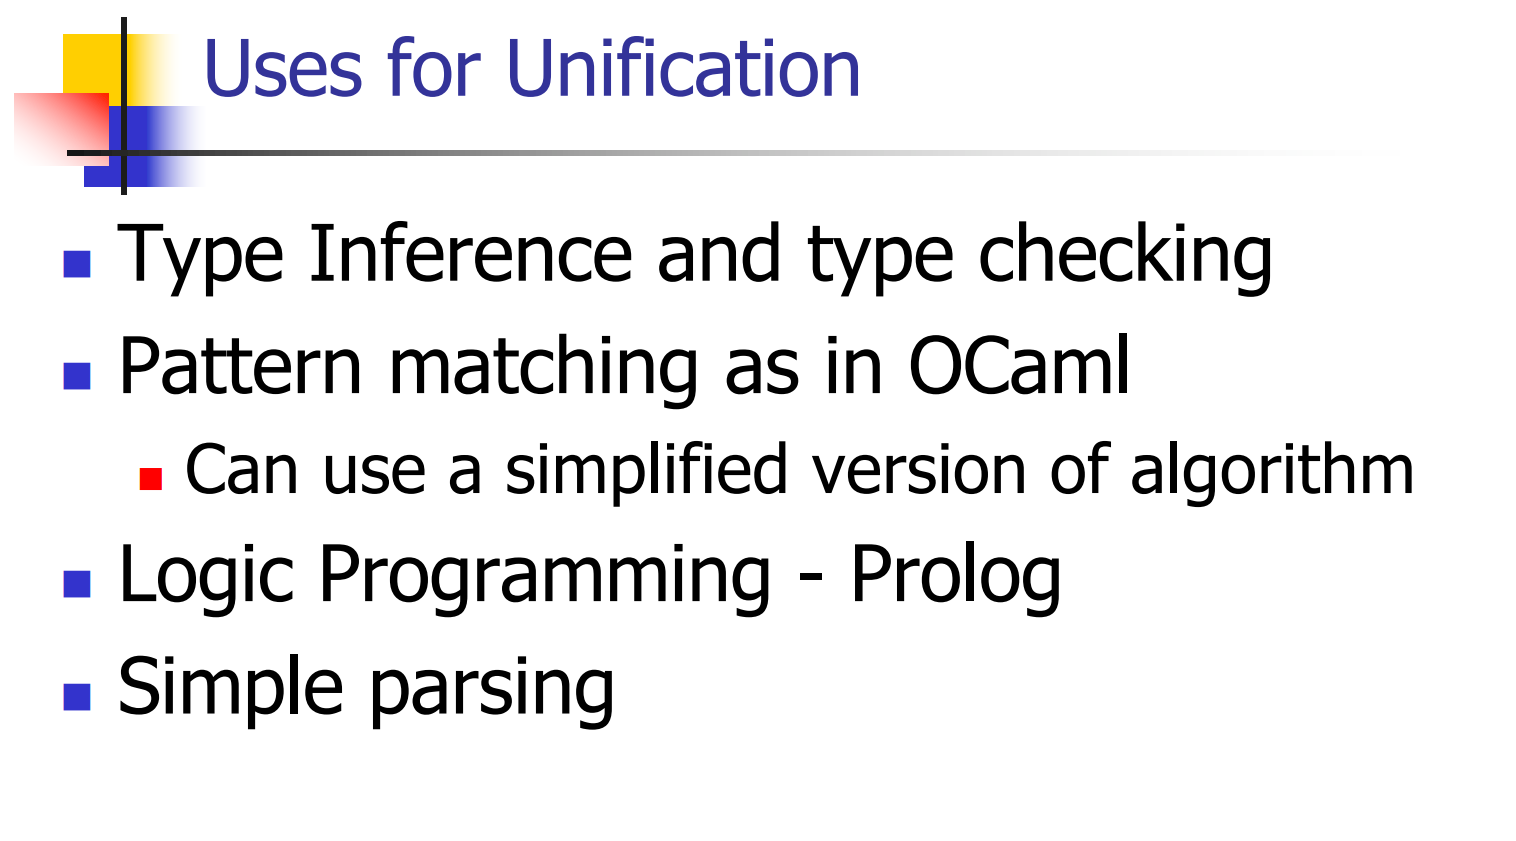 Uses for Unification
Type Inference and type checking
Pattern matching as in OCaml
Can use a simplified version of algorithm
Logic Programming - Prolog
Simple parsing